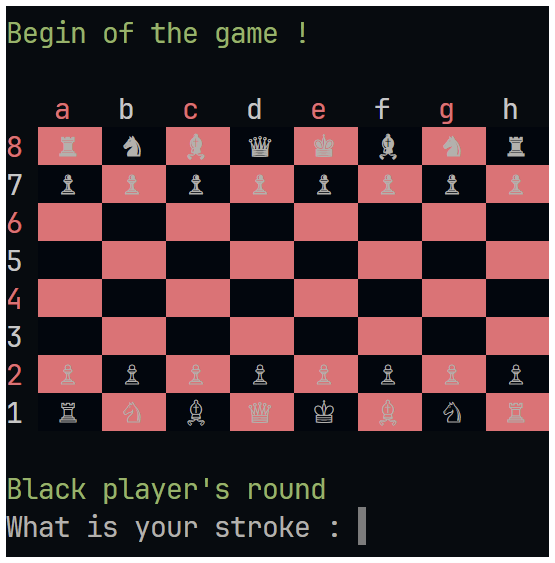 Begin of the game !
a b c d e f g h
8 ♜ ♞ ♝ ♛ ♚ ♝ ♞ ♜
7 ♟ ♟ ♟ ♟ ♟ ♟ ♟ ♟
6
5
4
3
2 ♙ ♙ ♙ ♙ ♙ ♙ ♙ ♙
1 ♖ ♘ ♗ ♕ ♔ ♗ ♘ ♖
Black player's round
What is your stroke :